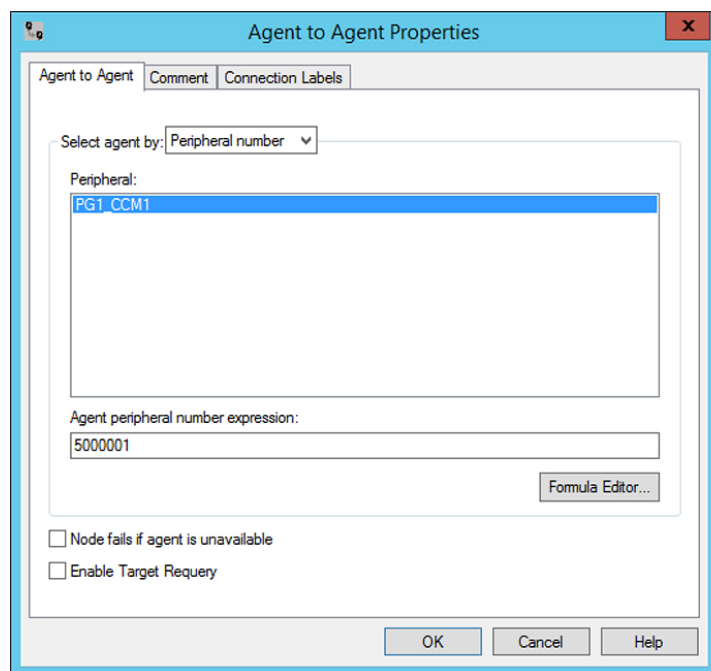 Agent to Agent Properties
x
Agent to Agent Comment Connection Labels
Select agent by: Peripheral number
Peripheral:
PG1_CCM1
Agent peripheral number expression:
5000001
Formula Editor...
Node fails if agent is unavailable
Enable Target Requery
OK Cancel Help